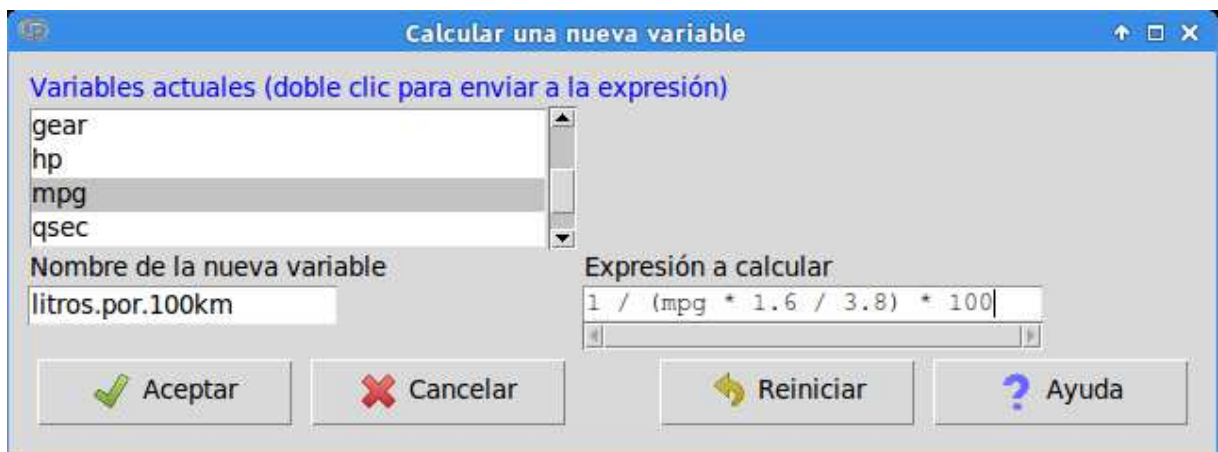 Calcular una nueva variable
Variables actuales (doble clic para enviar a la expresión)
gear
hp
mpg
qsec
Nombre de la nueva variable
litros.por.100km
Expresión a calcular
1 / (mpg * 1.6 / 3.8) * 100
Aceptar
Cancelar
Reiniciar
Ayuda